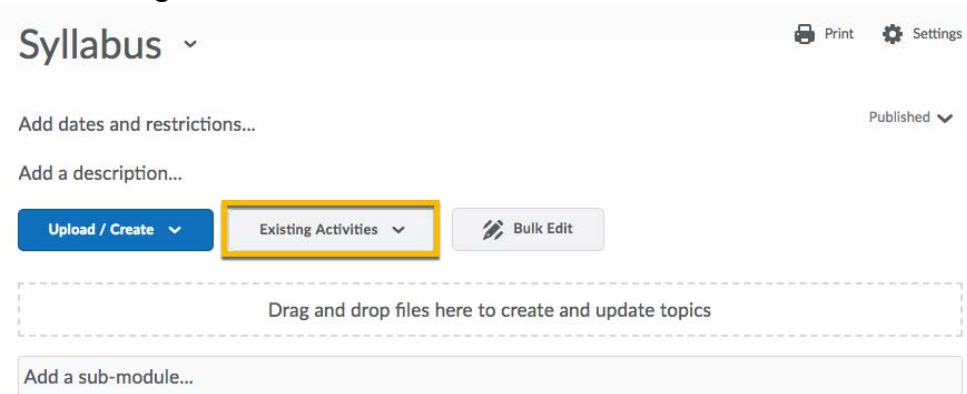 Syllabus
Print Settings
Add dates and restrictions...
Published
Add a description...
Upload / Create Existing Activities Bulk Edit
Drag and drop files here to create and update topics
Add a sub-module...